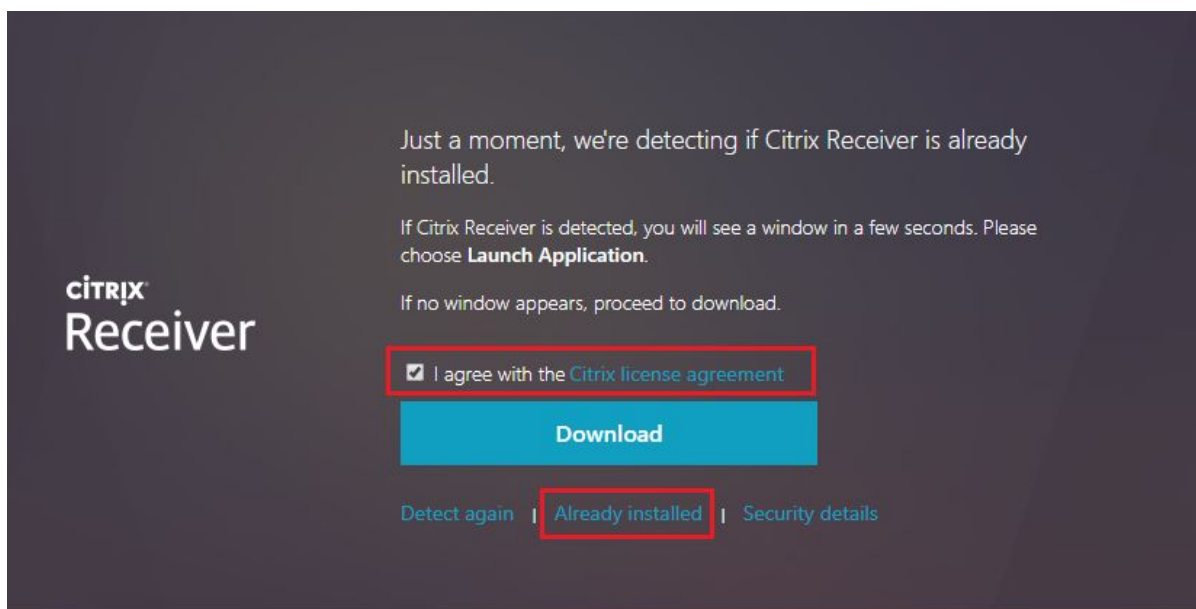 Just a moment, we're detecting if Citrix Receiver is already
installed.
If Citrix Receiver is detected, you will see a window in a few seconds. Please
choose Launch Application.
If no window appears, proceed to download.
CİTRỊX
Receiver
I agree with the Citrix license agreement
Download
Detect again | Already installed | Security details